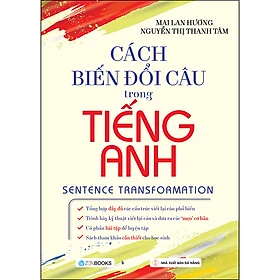 MAI LAN HƯƠNG
NGUYỄN THỊ THANH TÂM
CÁCH
BIẾN ĐỔI CÂU
trong
TIẾNG
ANH
SENTENCE TRANSFORMATION
Tổng hợp đầy đủ các cấu trúc viết lại câu phổ biến
Trình bày kỹ thuật viết lại câu và đưa ra các "mẹo" cơ bản
Có phần bài tập để luyện tập
Sách tham khảo cần thiết cho học sinh
ZENBOOKS
NHÀ XUẤT BẢN ĐÀ NẴNG